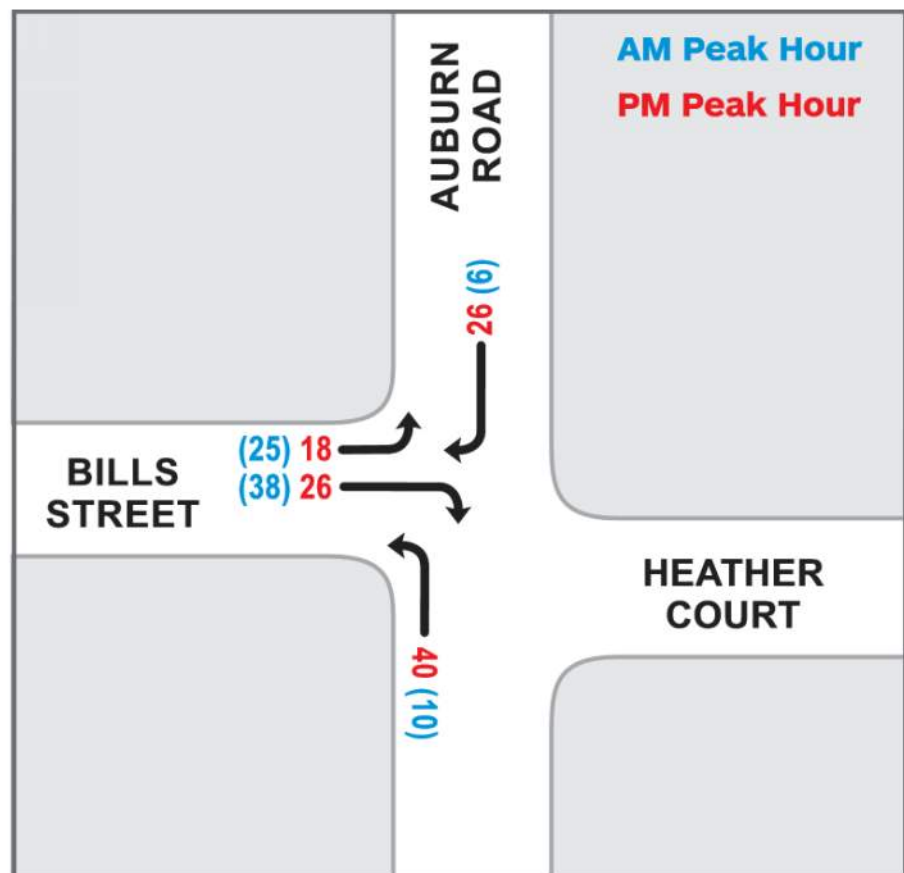 AM Peak Hour
PM Peak Hour
AUBURN
ROAD
(6) 26
(25) 18
(38) 26
BILLS
STREET
HEATHER
COURT
40 (10)